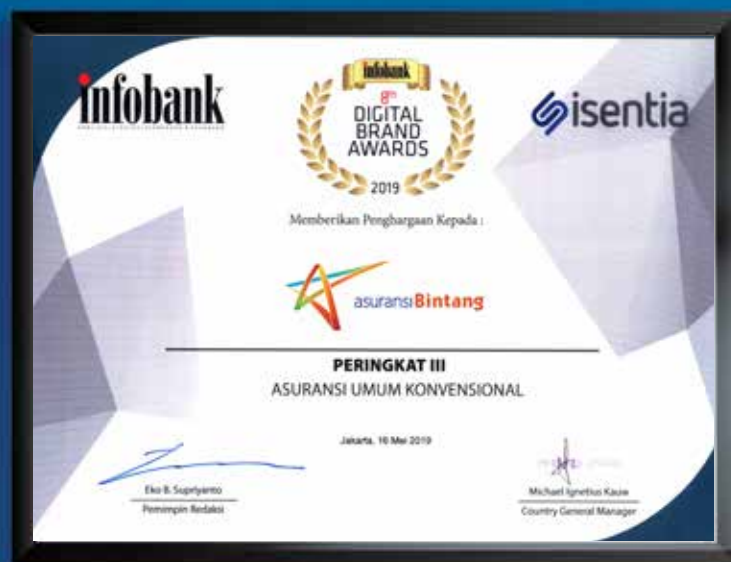 infobank
isentia
infobank
8th
DIGITAL
BRAND
AWARDS
2019
Memberikan Penghargaan Kepada :
asuransiBintang
PERINGKAT III
ASURANSI UMUM KONVENSIONAL
Jakarta, 16 Mei 2019
Eko B. Supriyanto
Pemimpin Redaksi
Michael Ignetius Kauw
Country General Manager